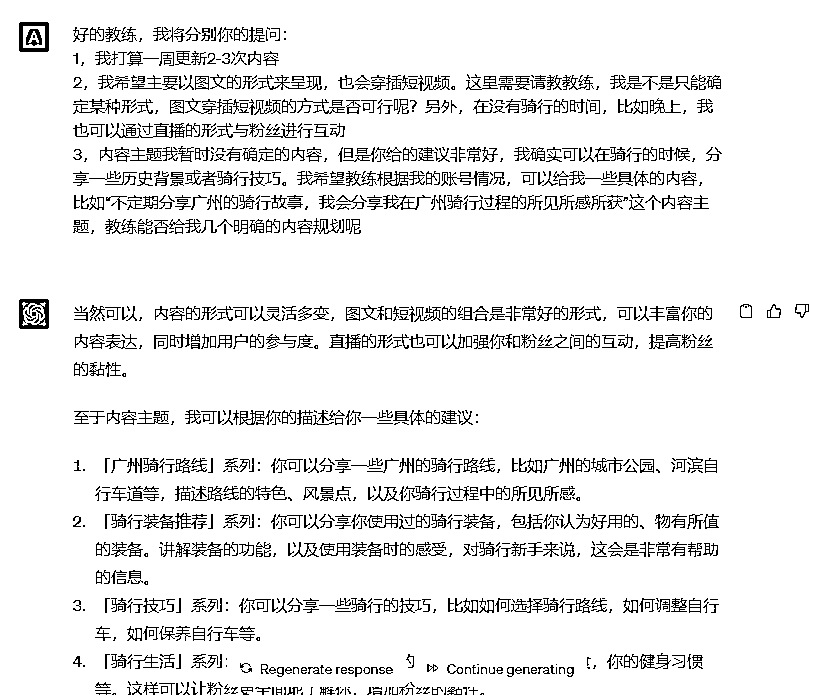 好的教练，我将分别你的提问：
1，我打算一周更新2-3次内容
2，我希望主要以图文的形式来呈现，也会穿插短视频。这里需要请教教练，我是不是只能确
定某种形式，图文穿插短视频的方式是否可行呢？另外，在没有骑行的时间，比如晚上，我
也可以通过直播的形式与粉丝进行互动
3，内容主题我暂时没有确定的内容，但是你给的建议非常好，我确实可以在骑行的时候，分
享一些历史背景或者骑行技巧。我希望教练根据我的账号情况，可以给我一些具体的内容，
比如“不定期分享广州的骑行故事，我会分享我在广州骑行过程的所见所感所获”这个内容主
题，教练能否给我几个明确的内容规划呢
当然可以，内容的形式可以灵活多变，图文和短视频的组合是非常好的形式，可以丰富你的
内容表达，同时增加用户的参与度。直播的形式也可以加强你和粉丝之间的互动，提高粉丝
的黏性。
至于内容主题，我可以根据你的描述给你一些具体的建议：
1. 「广州骑行路线」系列：你可以分享一些广州的骑行路线，比如广州的城市公园、河滨自
行车道等，描述路线的特色、风景点，以及你骑行过程中的所见所感。
2. 「骑行装备推荐」系列：你可以分享你使用过的骑行装备，包括你认为好用的、物有所值
的装备。讲解装备的功能，以及使用装备时的感受，对骑行新手来说，这会是非常有帮助
的信息。
3. 「骑行技巧」系列：你可以分享一些骑行的技巧，比如如何选择骑行路线，如何调整自行
车，如何保养自行车等。
4. 「骑行生活」系列： Regenerate response Continue generating ，你的健身习惯
等。这样可以让粉丝更全面地了解你，增加粉丝的黏性。